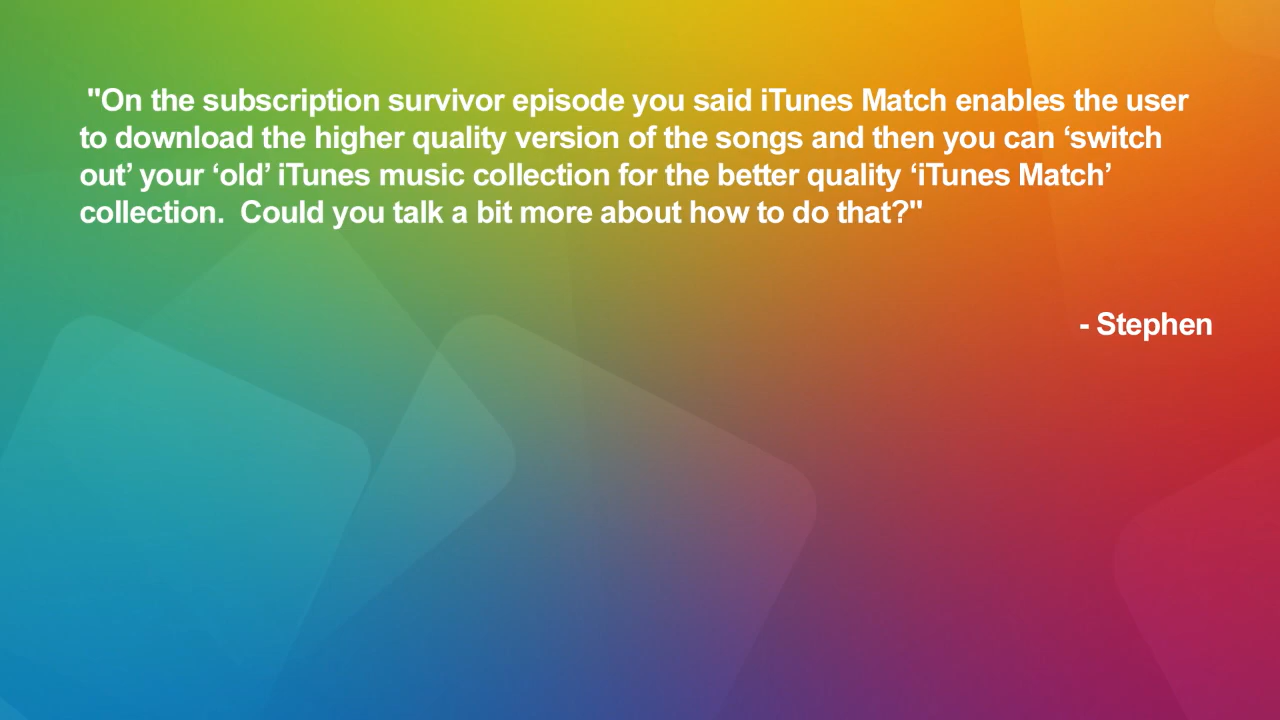 "On the subscription survivor episode you said iTunes Match enables the user
to download the higher quality version of the songs and then you can ‘switch
out’ your ‘old’ iTunes music collection for the better quality ‘iTunes Match’
collection.  Could you talk a bit more about how to do that?"
- Stephen